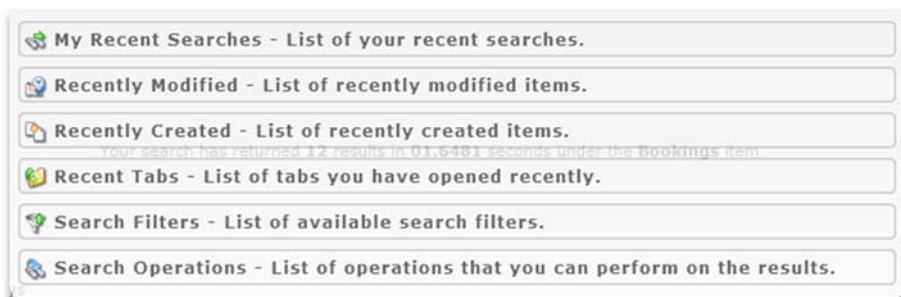 My Recent Searches - List of your recent searches.
Recently Modified - List of recently modified items.
Recently Created - List of recently created items.
Your search has returned 12 results in 01.6481 seconds under the Bookings item
Recent Tabs - List of tabs you have opened recently.
Search Filters - List of available search filters.
Search Operations - List of operations that you can perform on the results.